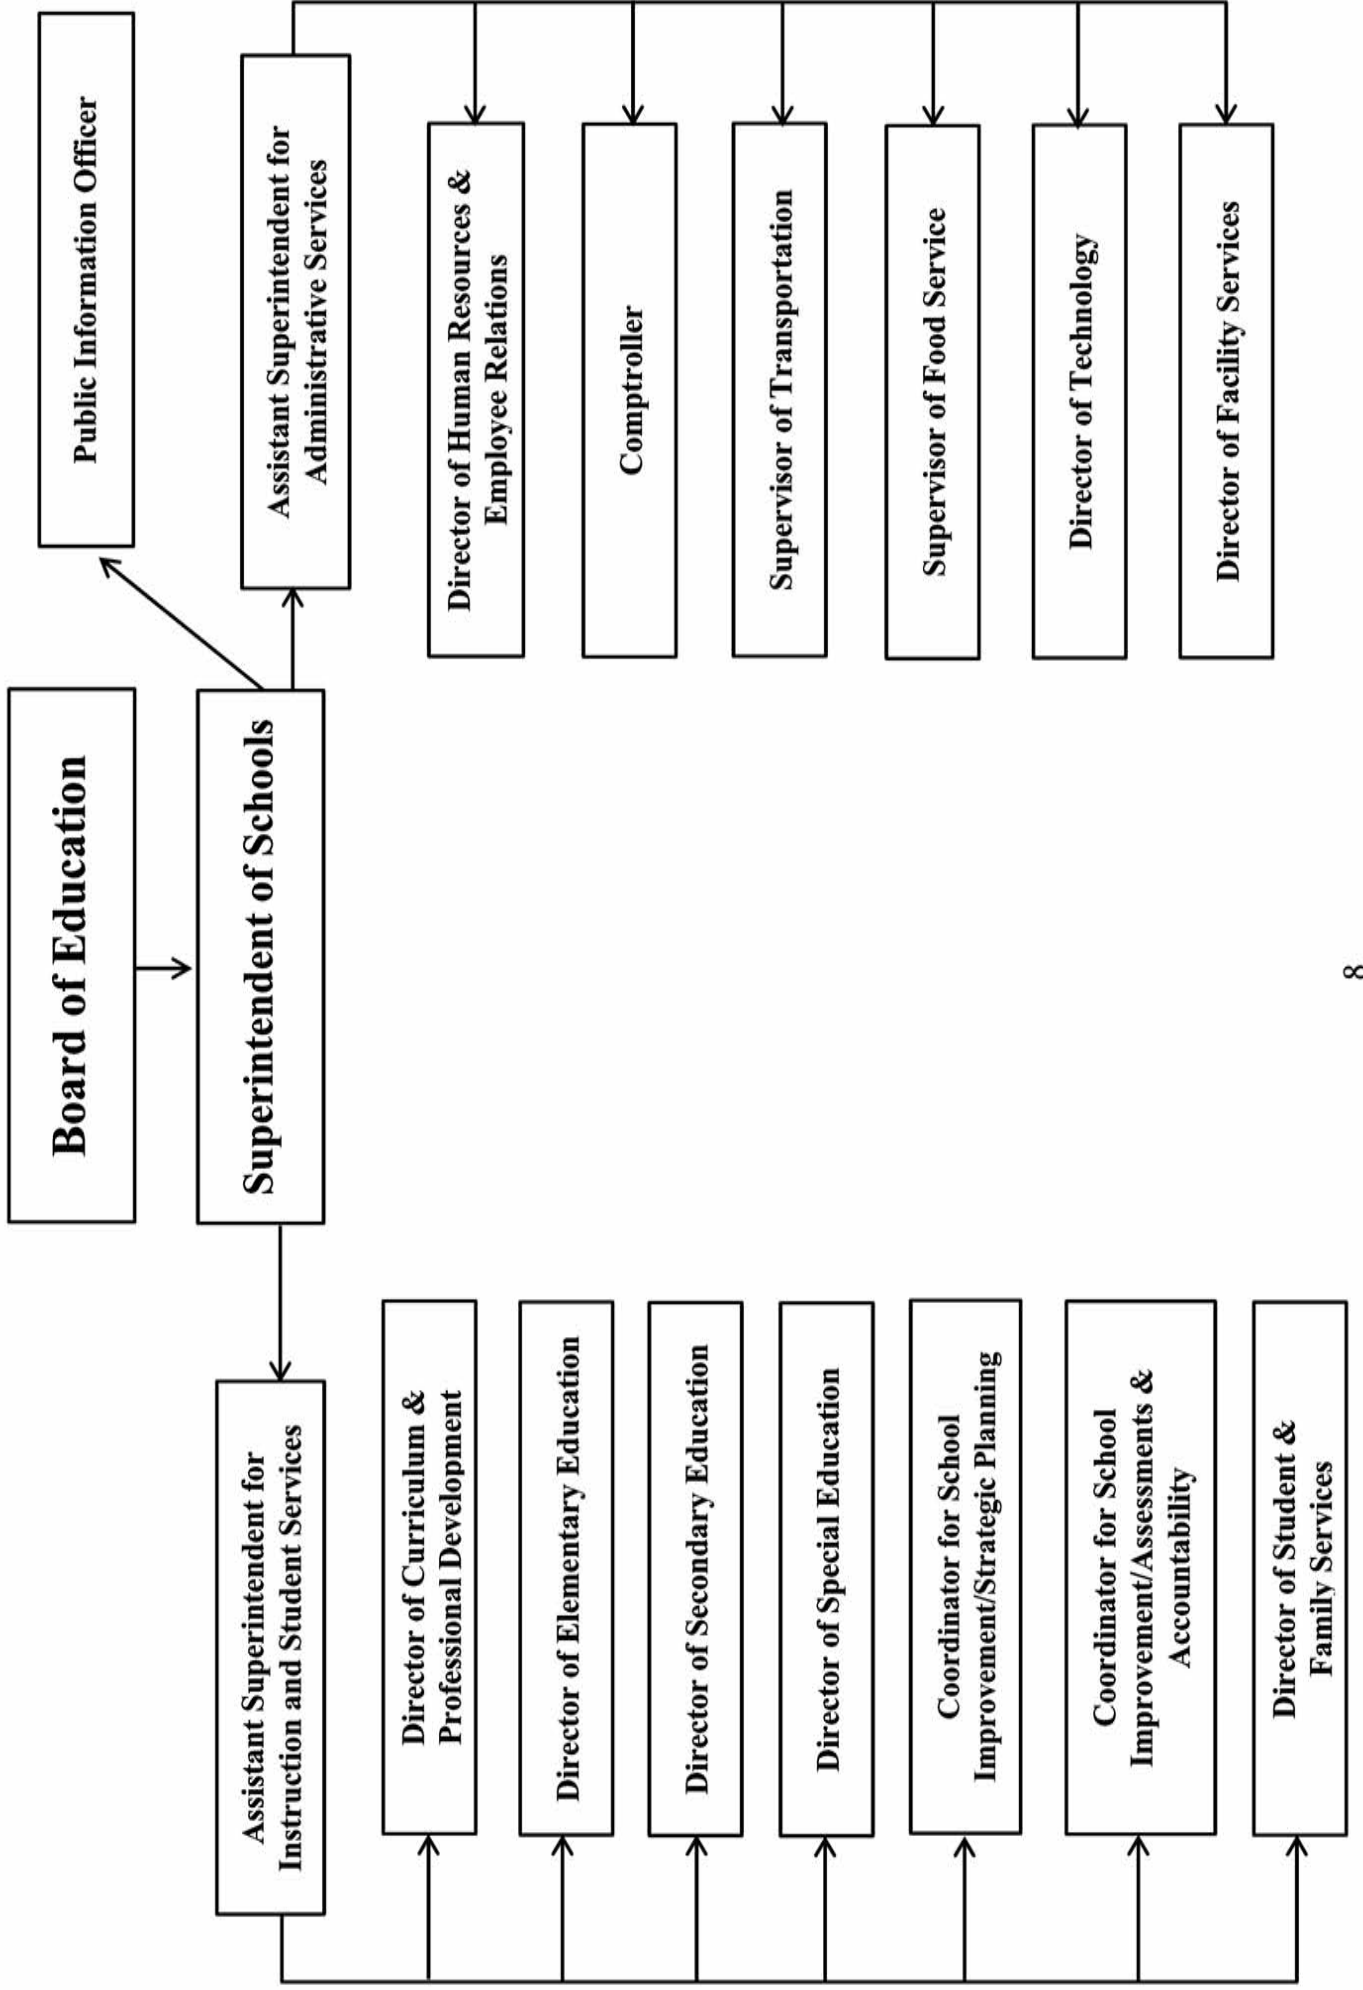 Board of Education
Public Information Officer
Superintendent of Schools
Assistant Superintendent for
Instruction and Student Services
Assistant Superintendent for
Administrative Services
Director of Curriculum &
Professional Development
Director of Elementary Education
Director of Secondary Education
Director of Special Education
Coordinator for School
Improvement/Strategic Planning
Coordinator for School
Improvement/Assessments &
Accountability
Director of Student &
Family Services
Director of Human Resources &
Employee Relations
Comptroller
Supervisor of Transportation
Supervisor of Food Service
Director of Technology
Director of Facility Services
8